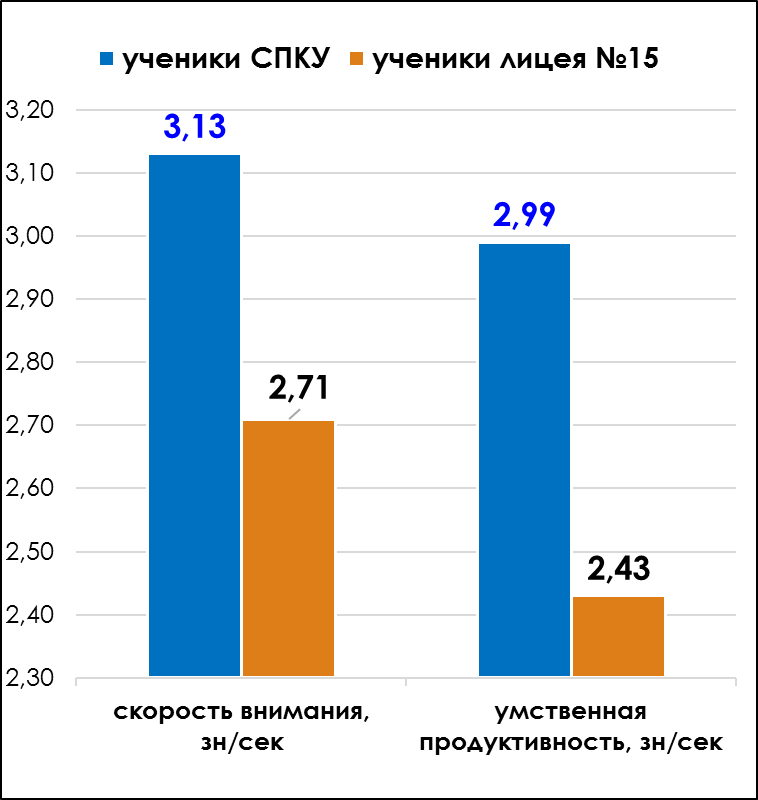 ученики СПКУ ученики лицея №15
3,20
3,10
3,00
2,90
2,80
2,70
2,60
2,50
2,40
2,30
3,13
2,71
2,99
2,43
скорость внимания,
зн/сек
умственная
продуктивность, зн/сек